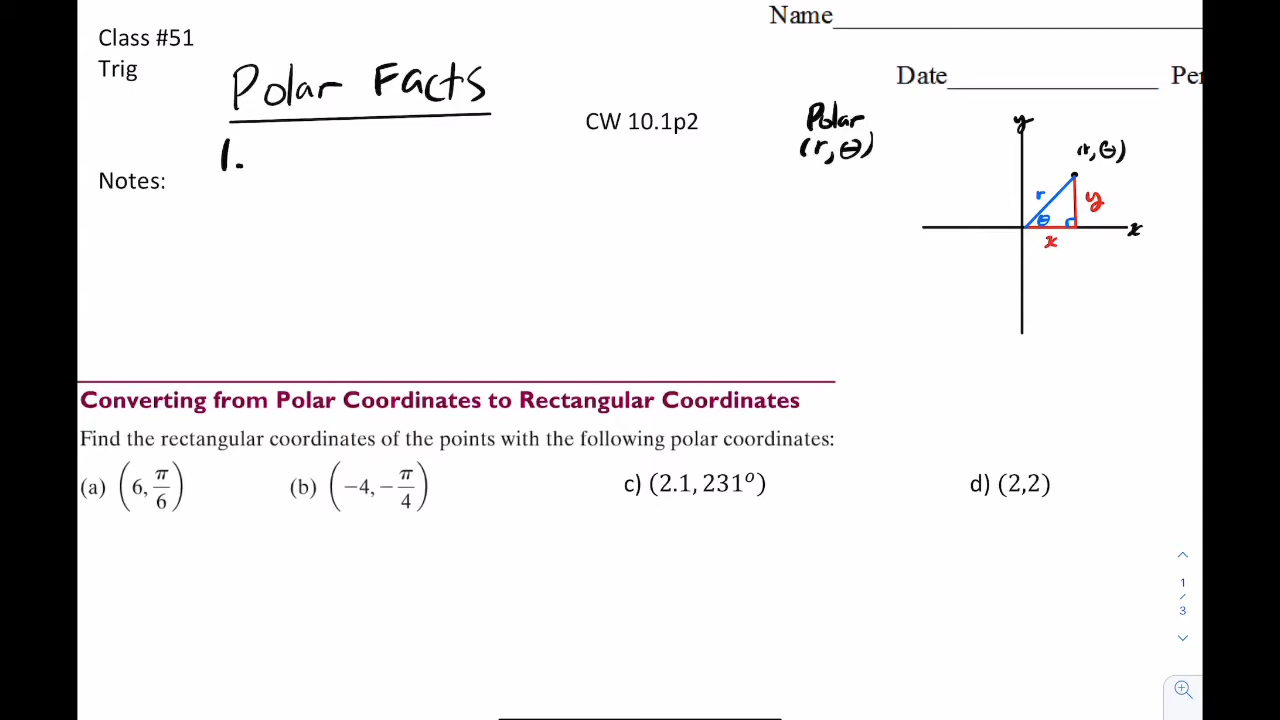 Name
Class #51
Trig
Date Per
Polar Facts
CW 10.1p2
Polar
(r, θ)
y
(r, θ)
1.
Notes:
r
y
θ
x
x
Converting from Polar Coordinates to Rectangular Coordinates
Find the rectangular coordinates of the points with the following polar coordinates:
(a) (6, π/6) (b) (−4, −π/4) c) (2.1, 231°) d) (2,2)
1
/
3